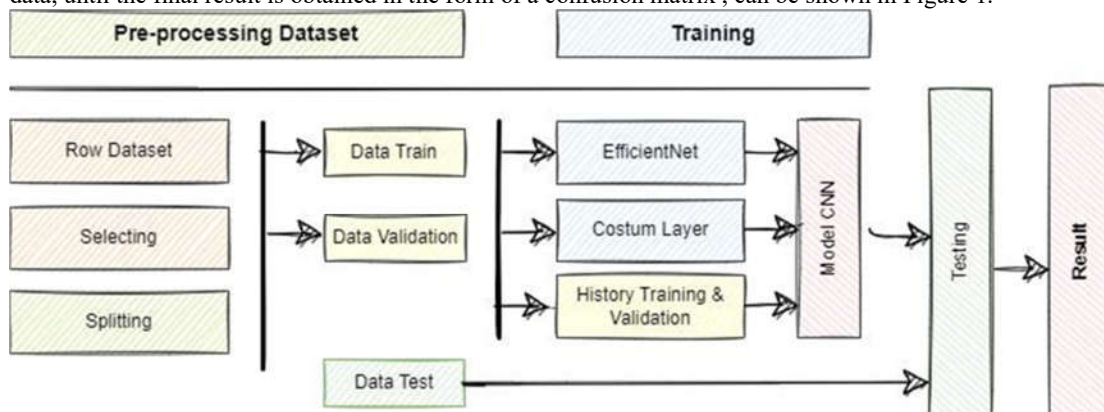 data, until the final result is obtained in the form of a confusion matrix , can be shown in Figure 1.
Pre-processing Dataset
Training
Row Dataset
Selecting
Splitting
Data Train
Data Validation
Data Test
EfficientNet
Costum Layer
History Training &
Validation
Model CNN
Testing
Result